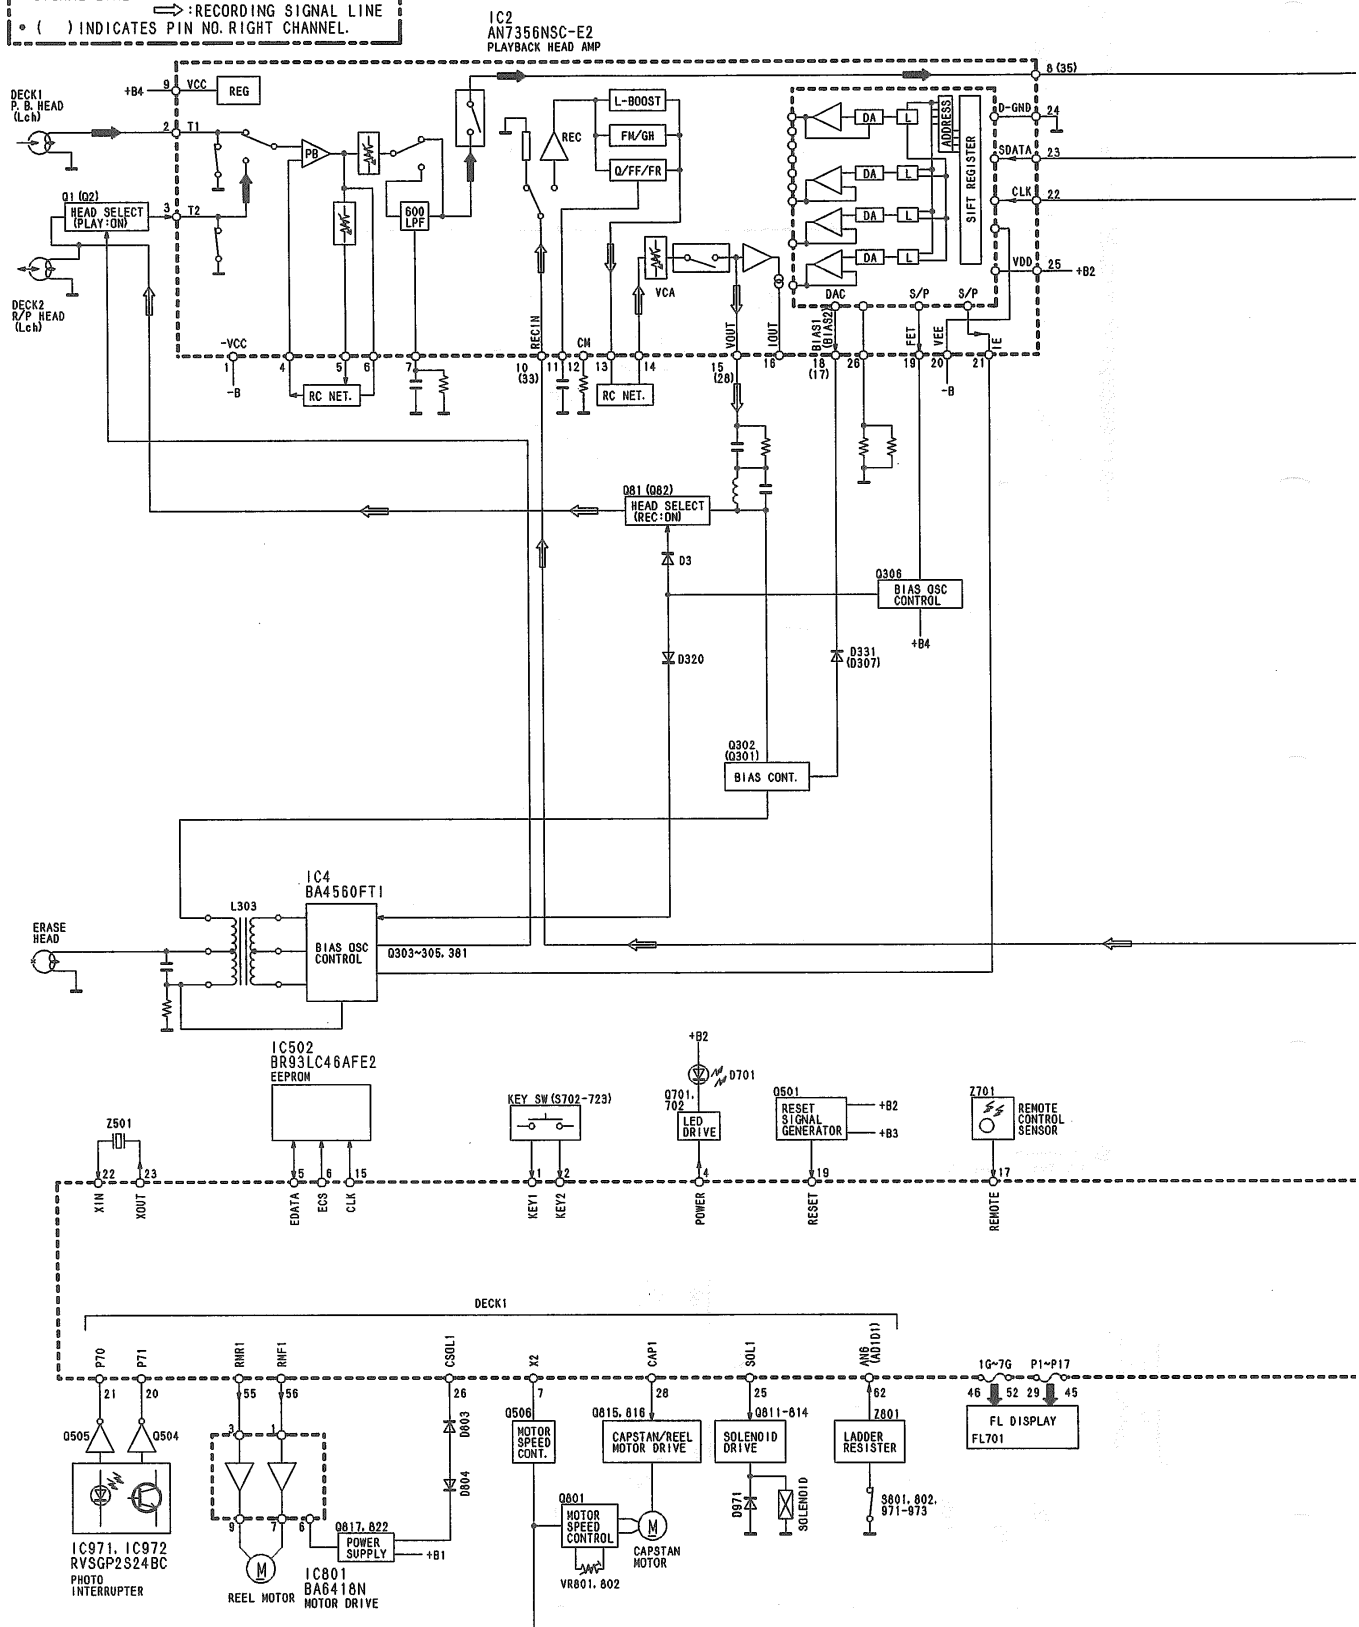 :RECORDING SIGNAL LINE
• (   ) INDICATES PIN NO. RIGHT CHANNEL.
IC2
AN7356NSC-E2
PLAYBACK HEAD AMP
8 (35)
DECK1
P. B. HEAD
(Lch)
+B4
9
VCC
REG
2
T1
PB
600
LPF
REC
L-BOOST
FM/GH
Q/FF/FR
DA
L
DA
L
DA
L
DA
L
ADDRESS
SIFT REGISTER
D-GND
24
SDATA
23
CLK
22
VDD
25
+B2
Q1 (Q2)
HEAD SELECT
(PLAY:ON)
3
T2
DECK2
R/P HEAD
(Lch)
VCA
DAC
S/P
S/P
-VCC
1
-B
4
5
6
RC NET.
7
RECIN
10
(33)
11
CM
12
13
14
RC NET.
VOUT
15
(28)
IOUT
16
BIAS1
(BIAS2)
18
(17)
26
FET
19
VEE
20
-B
IE
21
Q81 (Q82)
HEAD SELECT
(REC:ON)
D3
Q306
BIAS OSC
CONTROL
+B4
D320
D331
(D307)
Q302
(Q301)
BIAS CONT.
IC4
BA4560FT1
L303
ERASE
HEAD
BIAS OSC
CONTROL
Q303~305, 381
IC502
BR93LC46AFE2
EEPROM
+B2
D701
Q701,
702
LED
DRIVE
KEY SW (S702-723)
Q501
RESET
SIGNAL
GENERATOR
+B2
+B3
Z701
REMOTE
CONTROL
SENSOR
Z501
22
23
5
6
15
1
2
4
19
17
XIN
XOUT
EDATA
ECS
CLK
KEY1
KEY2
POWER
RESET
REMOTE
DECK1
P70
P71
RMR1
RMF1
CSOL1
X2
CAP1
SOL1
AN6
(AD1D1)
1G~7G
P1~P17
21
20
55
56
26
7
28
25
62
46
52
29
45
Q505
Q504
3
1
D803
Q506
MOTOR
SPEED
CONT.
Q815, 816
CAPSTAN/REEL
MOTOR DRIVE
Q811-814
SOLENOID
DRIVE
Z801
LADDER
RESISTER
FL DISPLAY
FL701
D804
9
7
6
Q817, 822
POWER
SUPPLY
+B1
Q801
MOTOR
SPEED
CONTROL
M
CAPSTAN
MOTOR
VR801, 802
D971
SOLENOID
S801, 802,
971-973
IC971, IC972
RVSGP2S24BC
PHOTO
INTERRUPTER
M
REEL MOTOR
IC801
BA6418N
MOTOR DRIVE